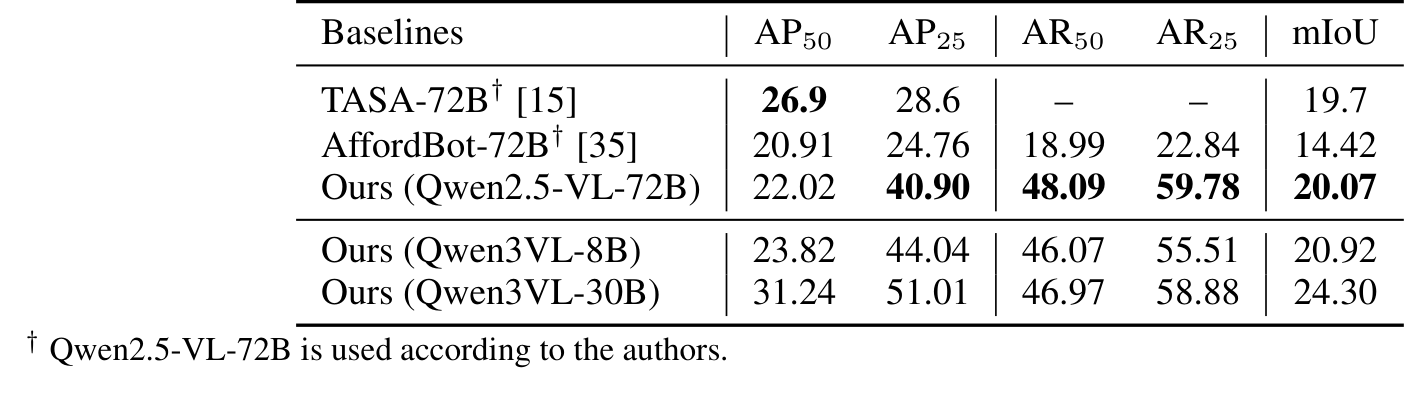 Baselines AP50 AP25 AR50 AR25 mIoU
TASA-72B† [15] 26.9 28.6 – – 19.7
AffordBot-72B† [35] 20.91 24.76 18.99 22.84 14.42
Ours (Qwen2.5-VL-72B) 22.02 40.90 48.09 59.78 20.07
Ours (Qwen3VL-8B) 23.82 44.04 46.07 55.51 20.92
Ours (Qwen3VL-30B) 31.24 51.01 46.97 58.88 24.30
† Qwen2.5-VL-72B is used according to the authors.